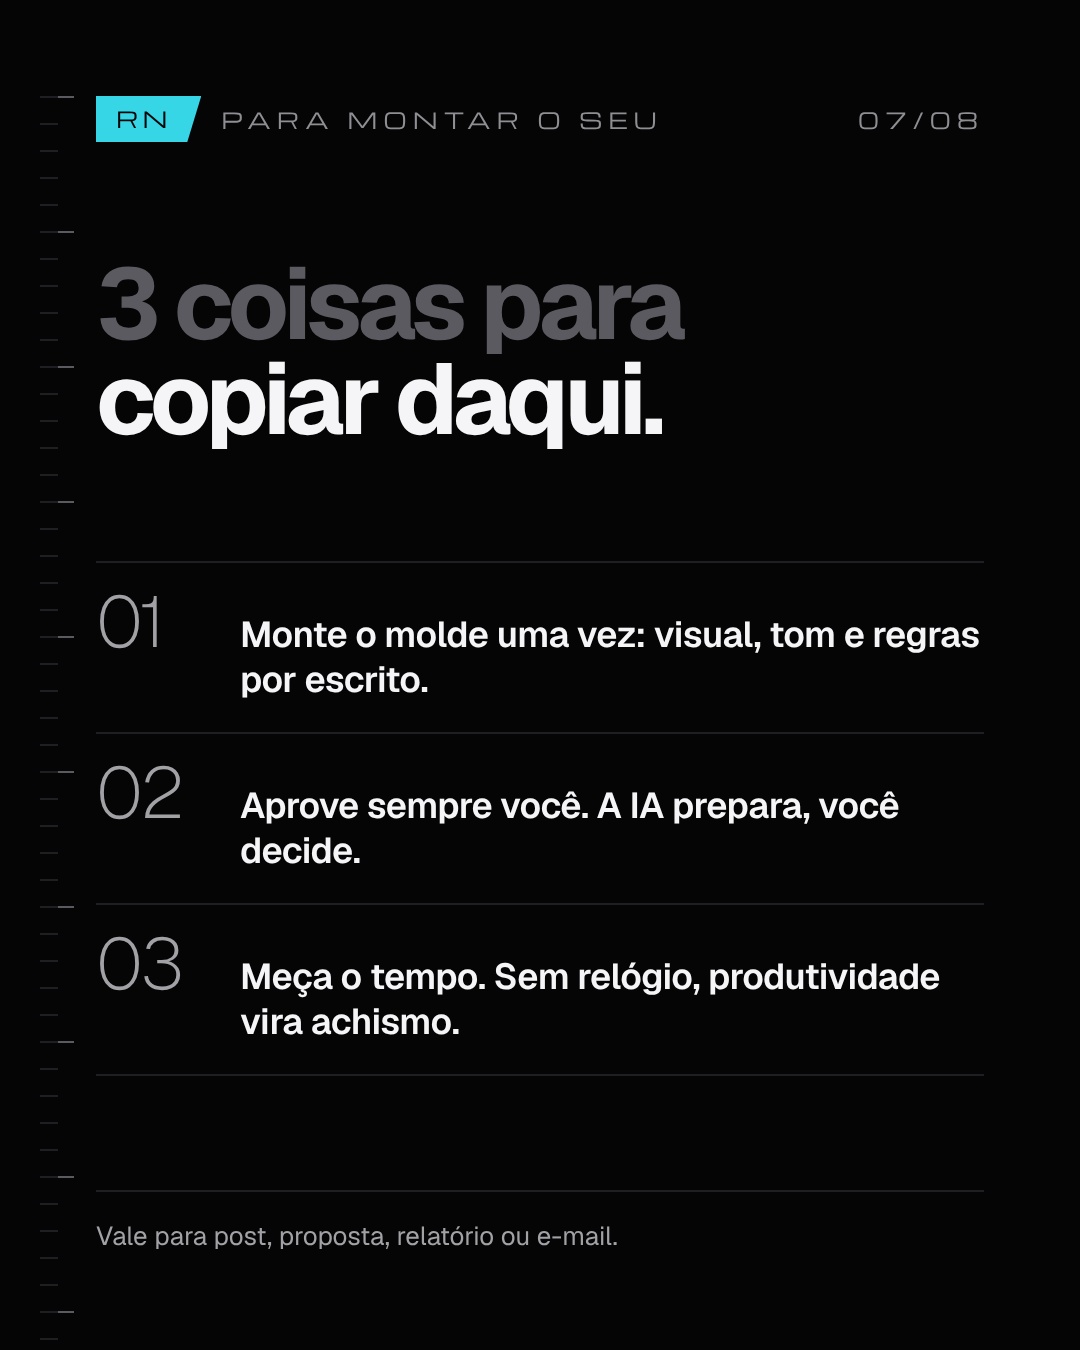 RN PARA MONTAR O SEU 07/08
3 coisas para
copiar daqui.
01 Monte o molde uma vez: visual, tom e regras
por escrito.
02 Aprove sempre você. A IA prepara, você
decide.
03 Meça o tempo. Sem relógio, produtividade
vira achismo.
Vale para post, proposta, relatório ou e-mail.